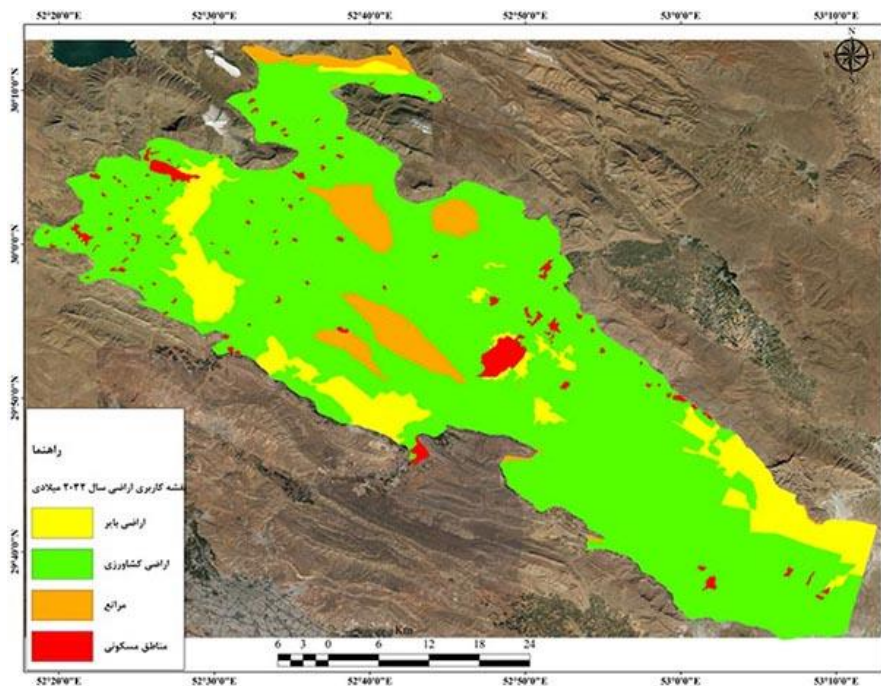 52°20'0"E 52°30'0"E 52°40'0"E 52°50'0"E 53°0'0"E 53°10'0"E
N
30°10'0"N
30°0'0"N
29°50'0"N
29°40'0"N
راهنما
نقشه کاربری اراضی سال ۲۰۲۲ میلادی
اراضی بایر
اراضی کشاورزی
مراتع
مناطق مسکونی
Km
6 3 0 6 12 18 24
52°20'0"E 52°30'0"E 52°40'0"E 52°50'0"E 53°0'0"E 53°10'0"E